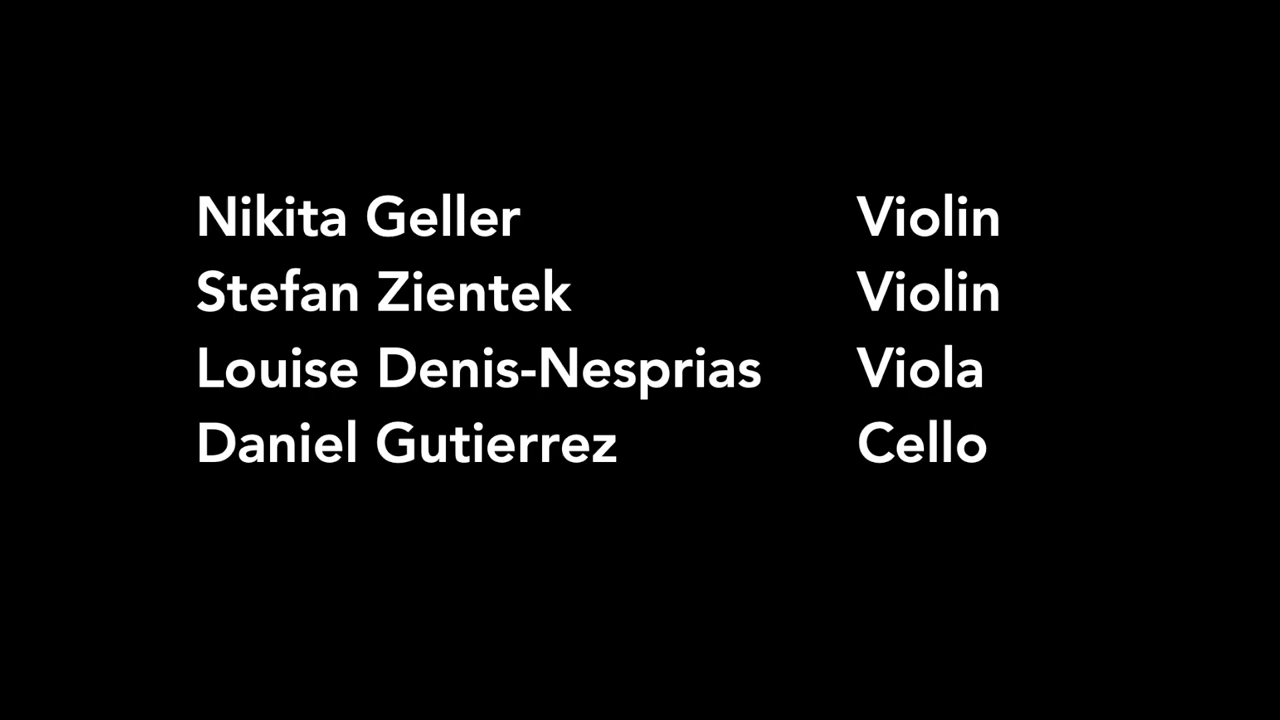 Nikita Geller Violin
Stefan Zientek Violin
Louise Denis-Nesprias Viola
Daniel Gutierrez Cello